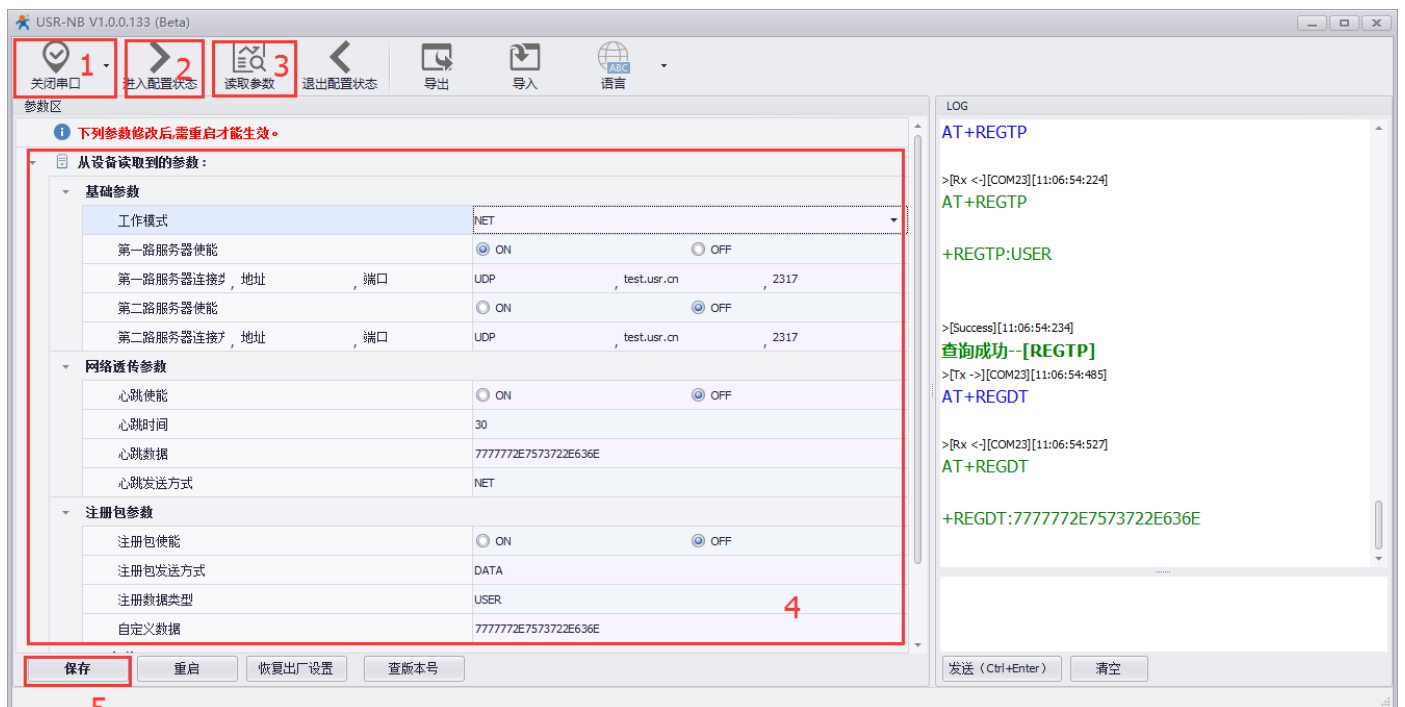 USR-NB V1.0.0.133 (Beta)
1 2 3
关闭串口 进入配置状态 读取参数 退出配置状态 导出 导入 语言
ABC
参数区
下列参数修改后需重启才能生效。
从设备读取到的参数：
基础参数
工作模式 NET
第一路服务器使能 ON OFF
第一路服务器连接类 , 地址 , 端口 UDP , test.usr.cn , 2317
第二路服务器使能 ON OFF
第二路服务器连接方 , 地址 , 端口 UDP , test.usr.cn , 2317
网络透传参数
心跳使能 ON OFF
心跳时间 30
心跳数据 7777772E7573722E636E
心跳发送方式 NET
注册包参数
注册包使能 ON OFF
注册包发送方式 DATA
注册数据类型 USER
4
自定义数据 7777772E7573722E636E
保存 重启 恢复出厂设置 查版本号
5
LOG
AT+REGTP
>[Rx <-][COM23][11:06:54:224]
AT+REGTP
+REGTP:USER
>[Success][11:06:54:234]
查询成功--[REGTP]
>[Tx ->][COM23][11:06:54:485]
AT+REGDT
>[Rx <-][COM23][11:06:54:527]
AT+REGDT
+REGDT:7777772E7573722E636E
发送（Ctrl+Enter） 清空